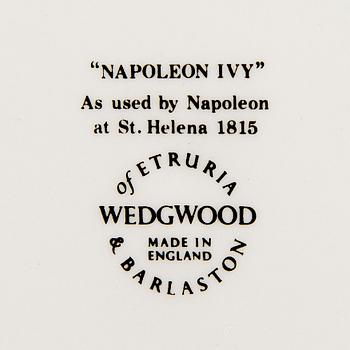 "NAPOLEON IVY"
As used by Napoleon
at St. Helena 1815
of ETRURIA
WEDGWOOD
MADE IN
ENGLAND
& BARLASTON